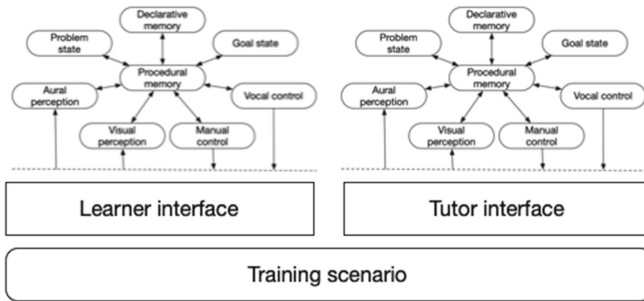 Declarative
memory
Problem
state
Goal state
Procedural
memory
Aural
perception
Vocal control
Visual
perception
Manual
control
Declarative
memory
Problem
state
Goal state
Procedural
memory
Aural
perception
Vocal control
Visual
perception
Manual
control
Learner interface
Tutor interface
Training scenario